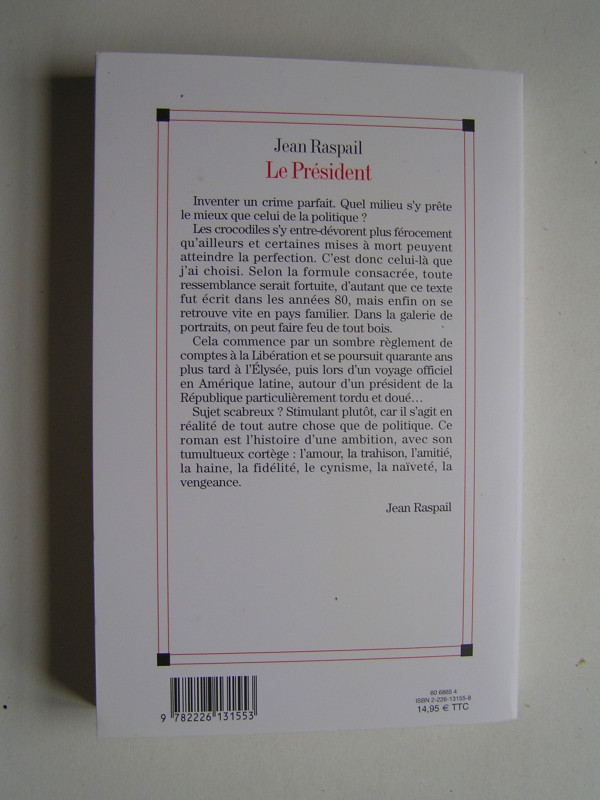 Jean Raspail
Le Président
Inventer un crime parfait. Quel milieu s'y prête
le mieux que celui de la politique ?
Les crocodiles s'y entre-dévorent plus férocement
qu'ailleurs et certaines mises à mort peuvent
atteindre la perfection. C'est donc celui-là que
j'ai choisi. Selon la formule consacrée, toute
ressemblance serait fortuite, d'autant que ce texte
fut écrit dans les années 80, mais enfin on se
retrouve vite en pays familier. Dans la galerie de
portraits, on peut faire feu de tout bois.
Cela commence par un sombre règlement de
comptes à la Libération et se poursuit quarante ans
plus tard à l'Élysée, puis lors d'un voyage officiel
en Amérique latine, autour d'un président de la
République particulièrement tordu et doué...
Sujet scabreux ? Stimulant plutôt, car il s'agit en
réalité de tout autre chose que de politique. Ce
roman est l'histoire d'une ambition, avec son
tumultueux cortège : l'amour, la trahison, l'amitié,
la haine, la fidélité, le cynisme, la naïveté, la
vengeance.
Jean Raspail
60 6865 4
ISBN 2-226-13155-8
14,95 € TTC
9 782226 131553